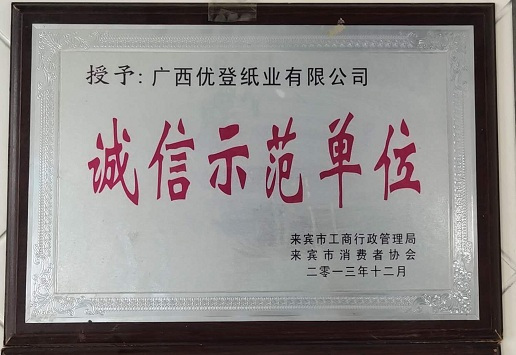 授予：广西优登纸业有限公司
诚信示范单位
来宾市工商行政管理局
来宾市消费者协会
二零一三年十二月